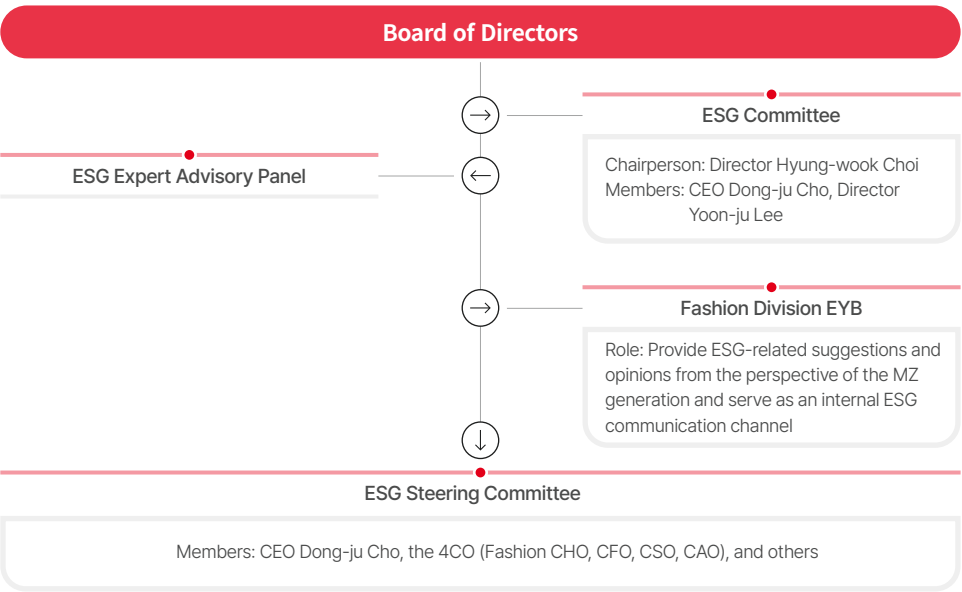 Board of Directors
ESG Committee
Chairperson: Director Hyung-wook Choi
Members: CEO Dong-ju Cho, Director
Yoon-ju Lee
ESG Expert Advisory Panel
Fashion Division EYB
Role: Provide ESG-related suggestions and
opinions from the perspective of the MZ
generation and serve as an internal ESG
communication channel
ESG Steering Committee
Members: CEO Dong-ju Cho, the 4CO (Fashion CHO, CFO, CSO, CAO), and others